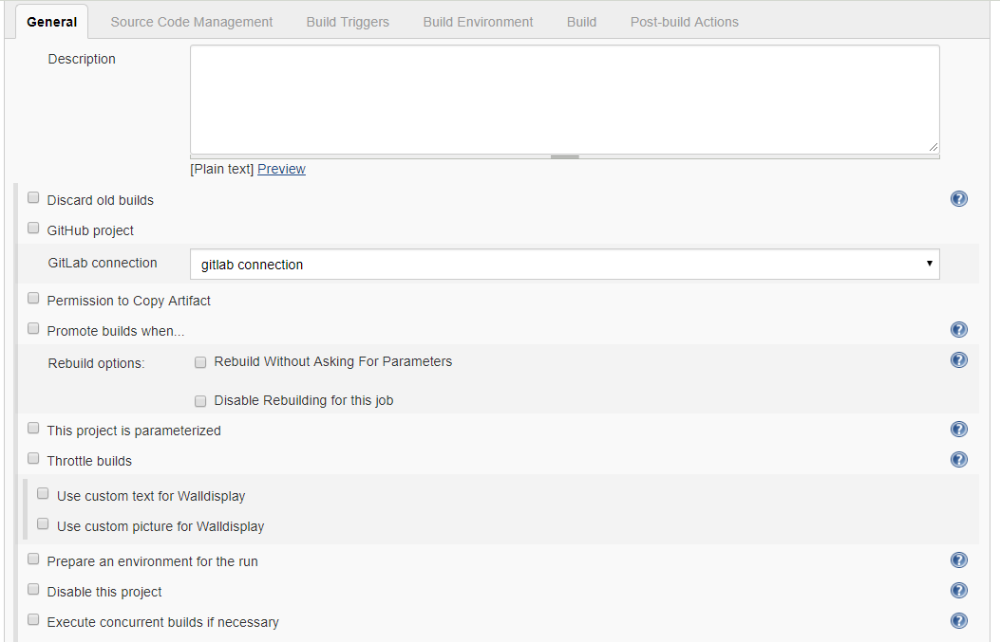 General Source Code Management Build Triggers Build Environment Build Post-build Actions
Description
[Plain text] Preview
Discard old builds
GitHub project
GitLab connection gitlab connection
Permission to Copy Artifact
Promote builds when...
Rebuild options: Rebuild Without Asking For Parameters
Disable Rebuilding for this job
This project is parameterized
Throttle builds
Use custom text for Walldisplay
Use custom picture for Walldisplay
Prepare an environment for the run
Disable this project
Execute concurrent builds if necessary